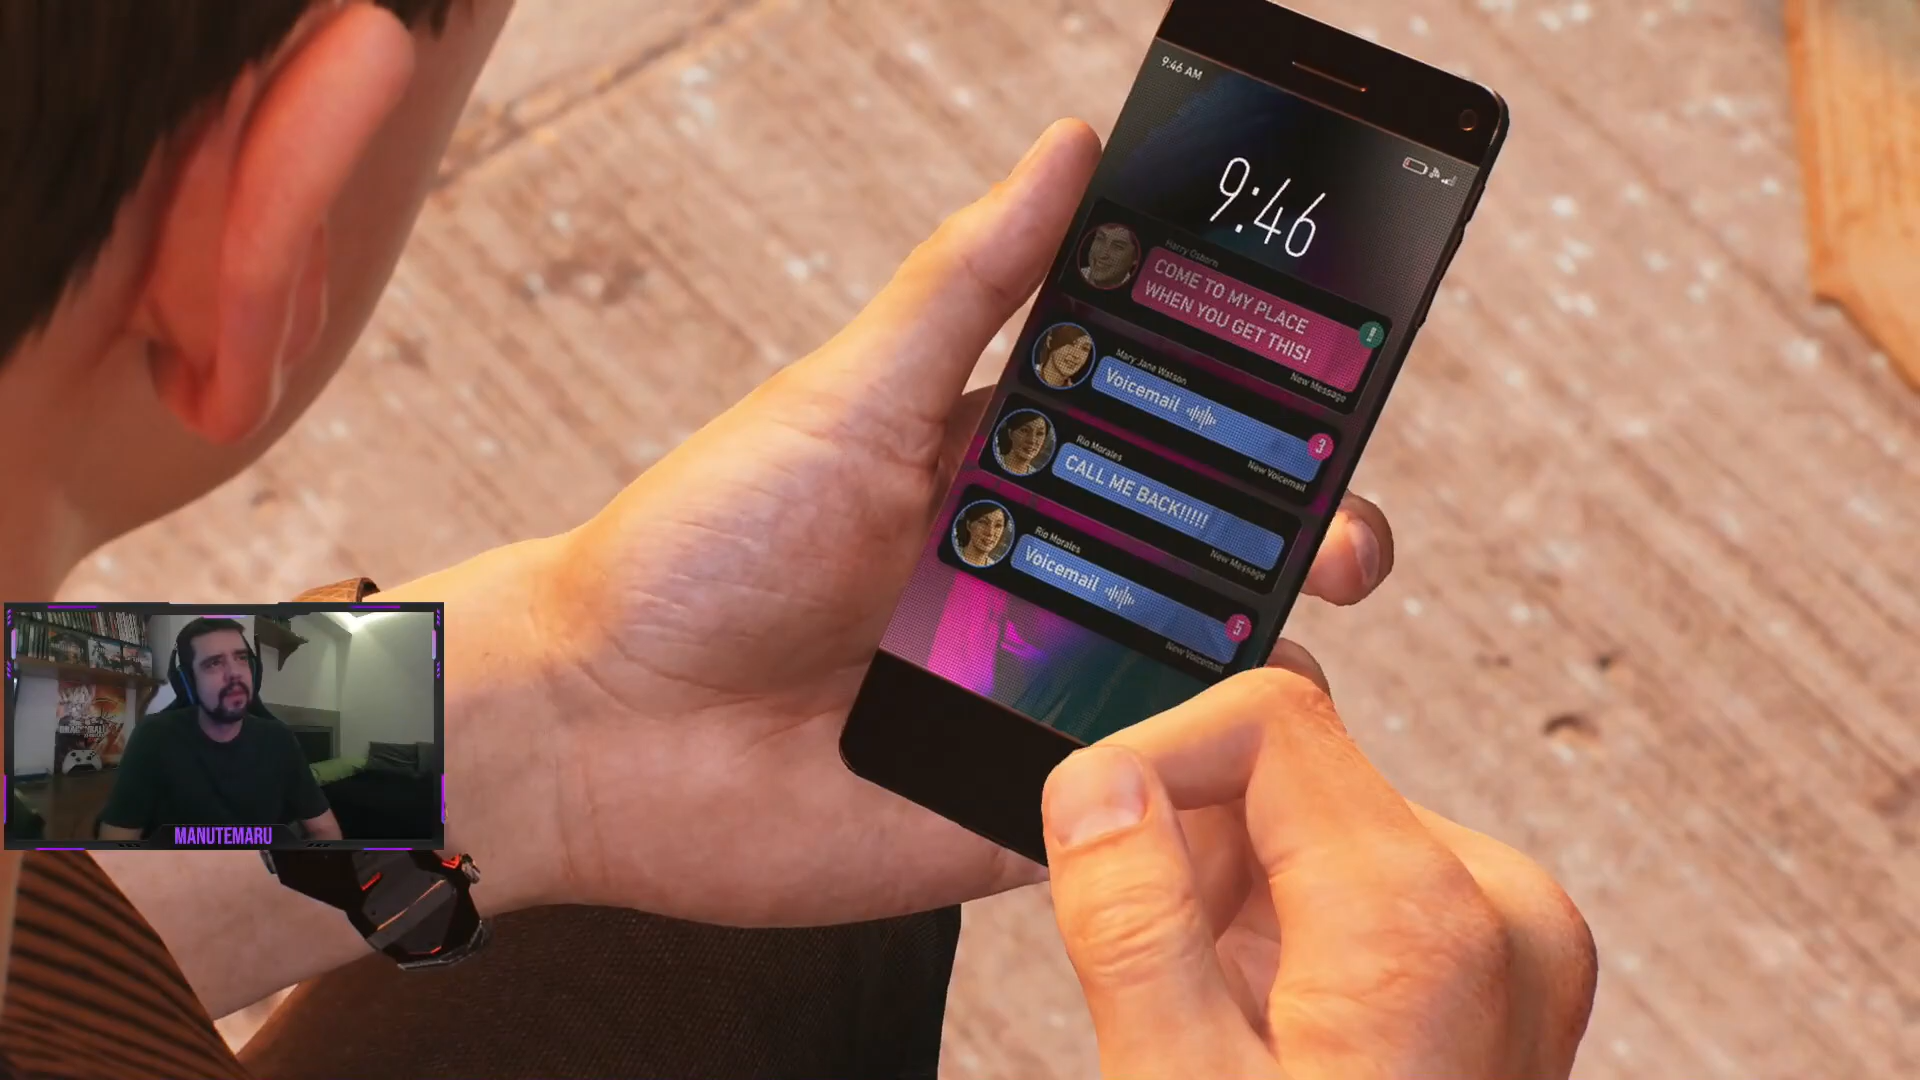 9:46 AM
9:46
Harry Osborn
COME TO MY PLACE
WHEN YOU GET THIS!
!
New Message
Mary Jane Watson
Voicemail
3
New Voicemail
Rio Morales
CALL ME BACK!!!!!
New Message
Rio Morales
Voicemail
5
New Voicemail
MANUTEMARU